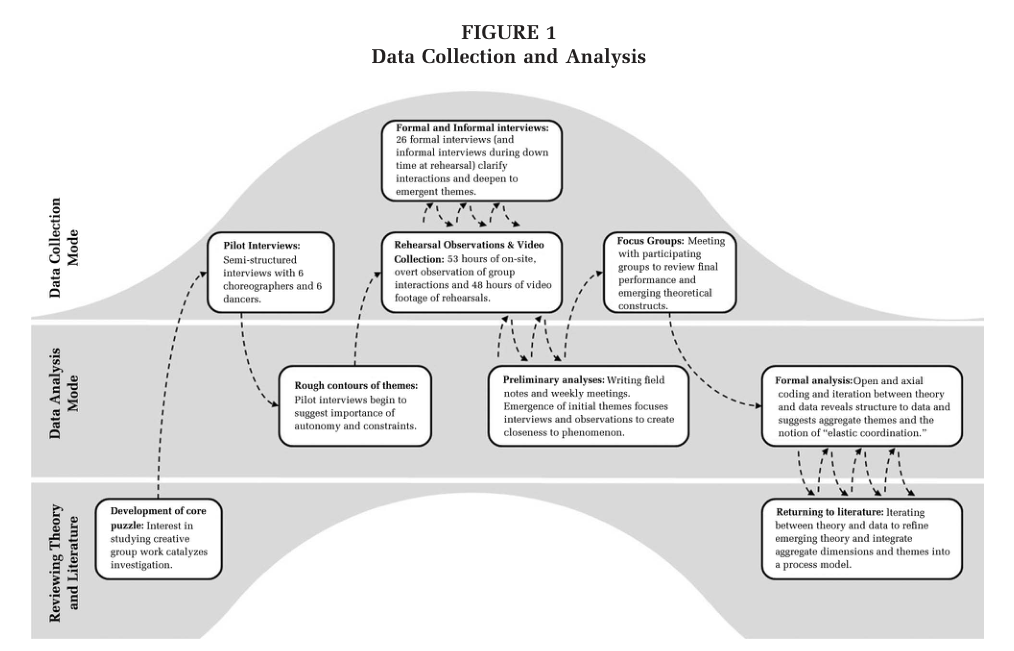 FIGURE 1
Data Collection and Analysis
Data Collection
Mode
Formal and Informal interviews:
26 formal interviews (and
informal interviews during down
time at rehearsal) clarify
interactions and deepen to
emergent themes.
Pilot Interviews:
Semi-structured
interviews with 6
choreographers and 6
dancers.
Rehearsal Observations & Video
Collection: 53 hours of on-site,
overt observation of group
interactions and 48 hours of video
footage of rehearsals.
Focus Groups: Meeting
with participating
groups to review final
performance and
emerging theoretical
constructs.
Data Analysis
Mode
Rough contours of themes:
Pilot interviews begin to
suggest importance of
autonomy and constraints.
Preliminary analyses: Writing field
notes and weekly meetings.
Emergence of initial themes focuses
interviews and observations to create
closeness to phenomenon.
Formal analysis:Open and axial
coding and iteration between theory
and data reveals structure to data and
suggests aggregate themes and the
notion of “elastic coordination.”
Reviewing Theory
and Literature
Development of core
puzzle: Interest in
studying creative
group work catalyzes
investigation.
Returning to literature: Iterating
between theory and data to refine
emerging theory and integrate
aggregate dimensions and themes into
a process model.